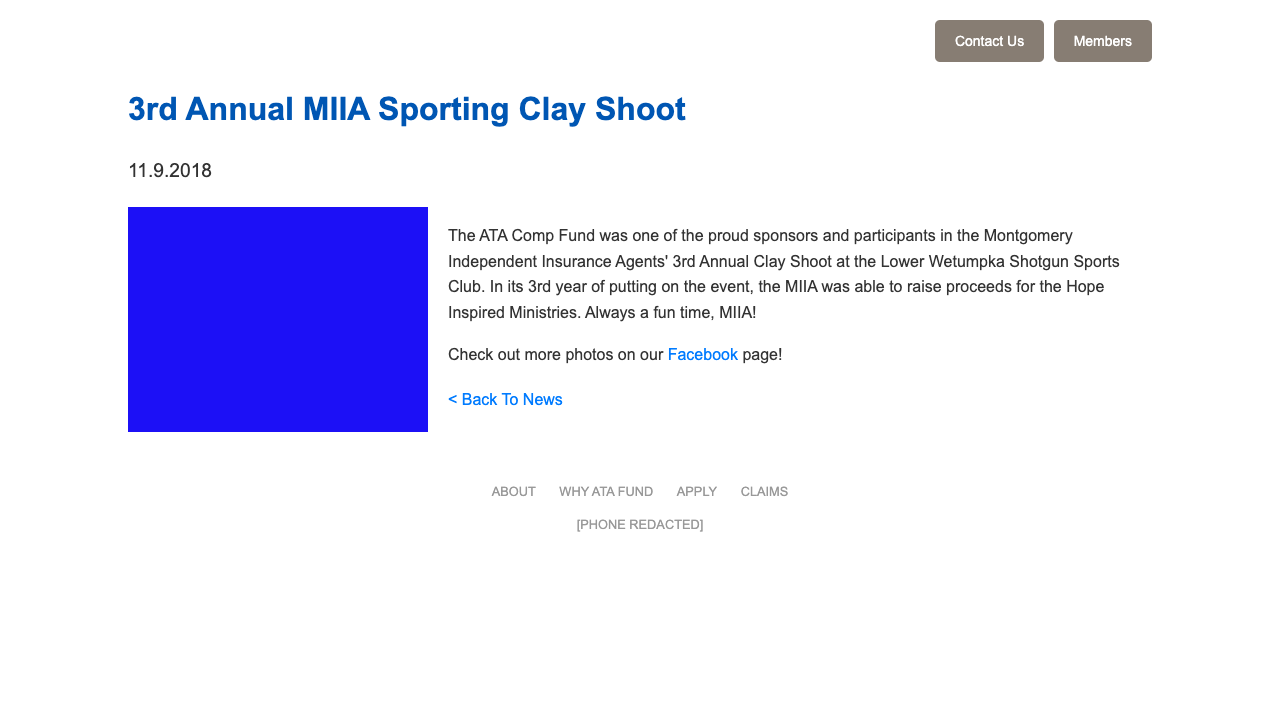 Contact Us Members
3rd Annual MIIA Sporting Clay Shoot
11.9.2018
The ATA Comp Fund was one of the proud sponsors and participants in the Montgomery
Independent Insurance Agents' 3rd Annual Clay Shoot at the Lower Wetumpka Shotgun Sports
Club. In its 3rd year of putting on the event, the MIIA was able to raise proceeds for the Hope
Inspired Ministries. Always a fun time, MIIA!
Check out more photos on our Facebook page!
< Back To News
ABOUT WHY ATA FUND APPLY CLAIMS
[PHONE REDACTED]